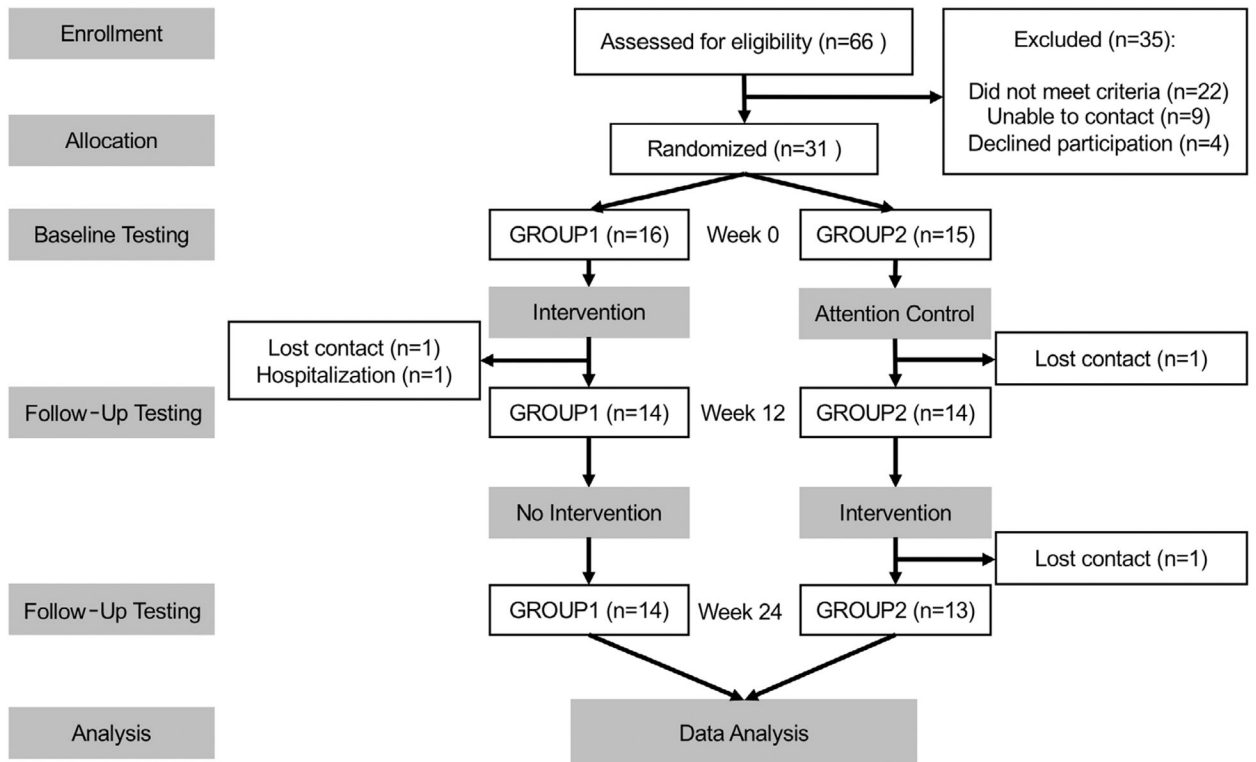 Enrollment
Assessed for eligibility (n=66 )
Excluded (n=35):
Did not meet criteria (n=22)
Unable to contact (n=9)
Declined participation (n=4)
Allocation
Randomized (n=31 )
Baseline Testing
GROUP1 (n=16)
Week 0
GROUP2 (n=15)
Intervention
Attention Control
Lost contact (n=1)
Hospitalization (n=1)
Lost contact (n=1)
Follow-Up Testing
GROUP1 (n=14)
Week 12
GROUP2 (n=14)
No Intervention
Intervention
Lost contact (n=1)
Follow-Up Testing
GROUP1 (n=14)
Week 24
GROUP2 (n=13)
Analysis
Data Analysis